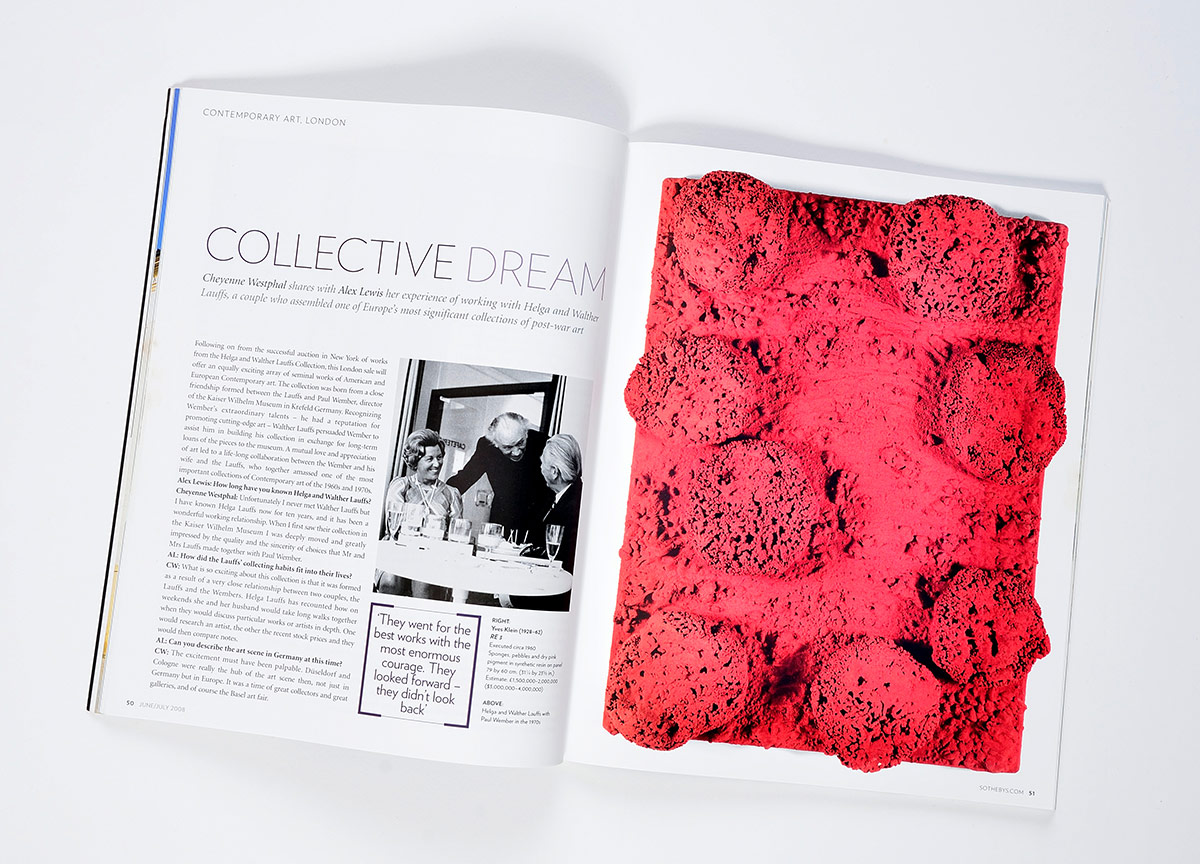 CONTEMPORARY ART, LONDON
COLLECTIVE DREAM
Cheyenne Westphal shares with Alex Lewis her experience of working with Helga and Walther
Lauffs, a couple who assembled one of Europe's most significant collections of post-war art
Following on from the successful auction in New York of works
from the Helga and Walther Lauffs Collection, this London sale will
offer an equally exciting array of seminal works of American and
European Contemporary art. The collection was born from a close
friendship formed between the Lauffs and Paul Wember, director
of the Kaiser Wilhelm Museum in Krefeld Germany. Recognizing
Wember's extraordinary talents – he had a reputation for
promoting cutting-edge art – Walther Lauffs persuaded Wember to
assist him in building his collection in exchange for long-term
loans of the pieces to the museum. A mutual love and appreciation
of art led to a life-long collaboration between the Wember and his
wife and the Lauffs, who together amassed one of the most
important collections of Contemporary art of the 1960s and 1970s.
Alex Lewis: How long have you known Helga and Walther Lauffs?
Cheyenne Westphal: Unfortunately I never met Walther Lauffs but
I have known Helga Lauffs now for ten years, and it has been a
wonderful working relationship. When I first saw their collection in
the Kaiser Wilhelm Museum I was deeply moved and greatly
impressed by the quality and the sincerity of choices that Mr and
Mrs Lauffs made together with Paul Wember.
AL: How did the Lauffs' collecting habits fit into their lives?
CW: What is so exciting about this collection is that it was formed
as a result of a very close relationship between two couples, the
Lauffs and the Wembers. Helga Lauffs has recounted how on
weekends she and her husband would take long walks together
when they would discuss particular works or artists in depth. One
would research an artist, the other the recent stock prices and they
would then compare notes.
AL: Can you describe the art scene in Germany at this time?
CW: The excitement must have been palpable. Düseldorf and
Cologne were really the hub of the art scene then, not just in
Germany but in Europe. It was a time of great collectors and great
galleries, and of course the Basel art fair.
'They went for the
best works with the
most enormous
courage. They
looked forward –
they didn't look
back'
RIGHT:
Yves Klein (1928-62)
RE 3
Executed circa 1960
Sponges, pebbles and dry pink
pigment in synthetic resin on panel
79 by 60 cm. (31 ⅛ by 23⅝ in.)
Estimate: £1,500,000-2,000,000
($3,000,000-4,000,000)
ABOVE:
Helga and Walther Lauffs with
Paul Wember in the 1970s
50 JUNE/JULY 2008
SOTHEBYS.COM 51